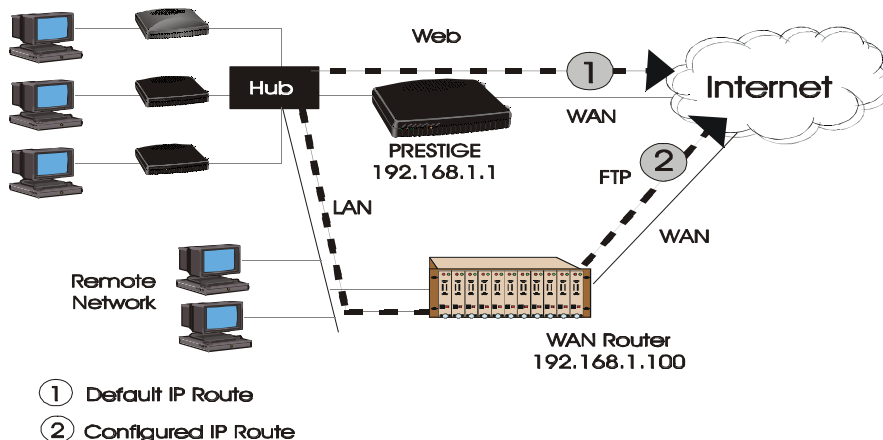 Web
1
Internet
Hub
WAN
PRESTIGE
192.168.1.1
2
FTP
LAN
WAN
Remote
Network
WAN Router
192.168.1.100
1 Default IP Route
2 Configured IP Route